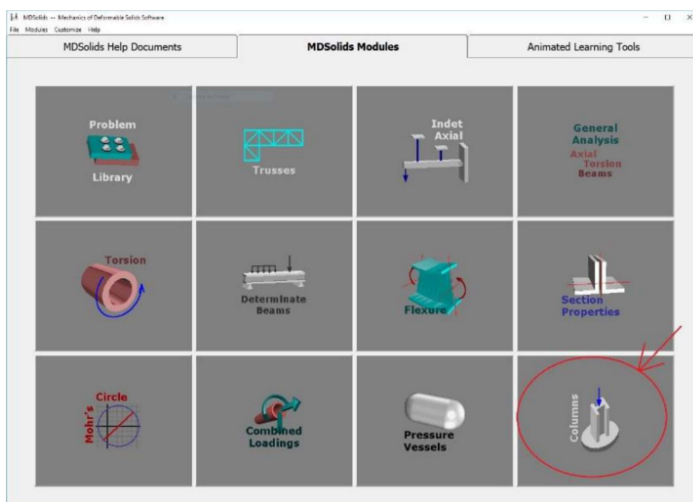 MDSolids -- Mechanics of Deformable Solids Software
File Modules Customize Help
MDSolids Help Documents
MDSolids Modules
Animated Learning Tools
Problem
Library
Trusses
Indet
Axial
General
Analysis
Axial
Torsion
Beams
Torsion
Determinate
Beams
Flexure
Section
Properties
Mohr's
Circle
Combined
Loadings
Pressure
Vessels
Columns